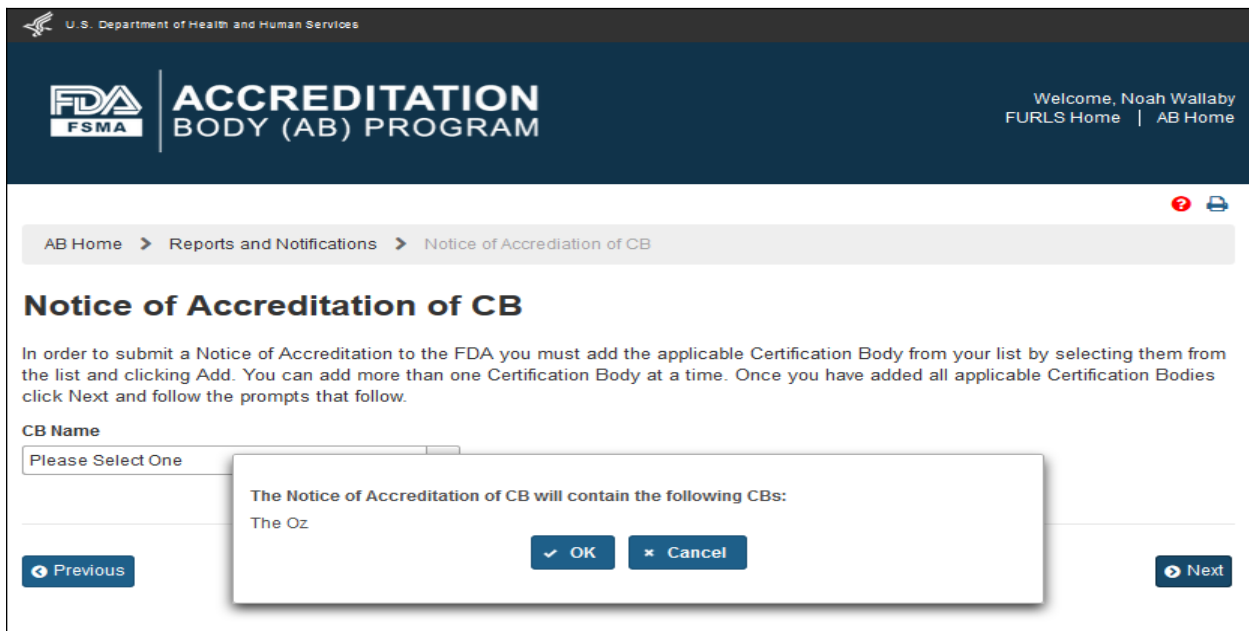 U.S. Department of Health and Human Services
FDA
FSMA
ACCREDITATION
BODY (AB) PROGRAM
Welcome, Noah Wallaby
FURLS Home | AB Home
AB Home > Reports and Notifications > Notice of Accrediation of CB
Notice of Accreditation of CB
In order to submit a Notice of Accreditation to the FDA you must add the applicable Certification Body from your list by selecting them from
the list and clicking Add. You can add more than one Certification Body at a time. Once you have added all applicable Certification Bodies
click Next and follow the prompts that follow.
CB Name
Please Select One
The Notice of Accreditation of CB will contain the following CBs:
The Oz
OK
Cancel
Previous
Next